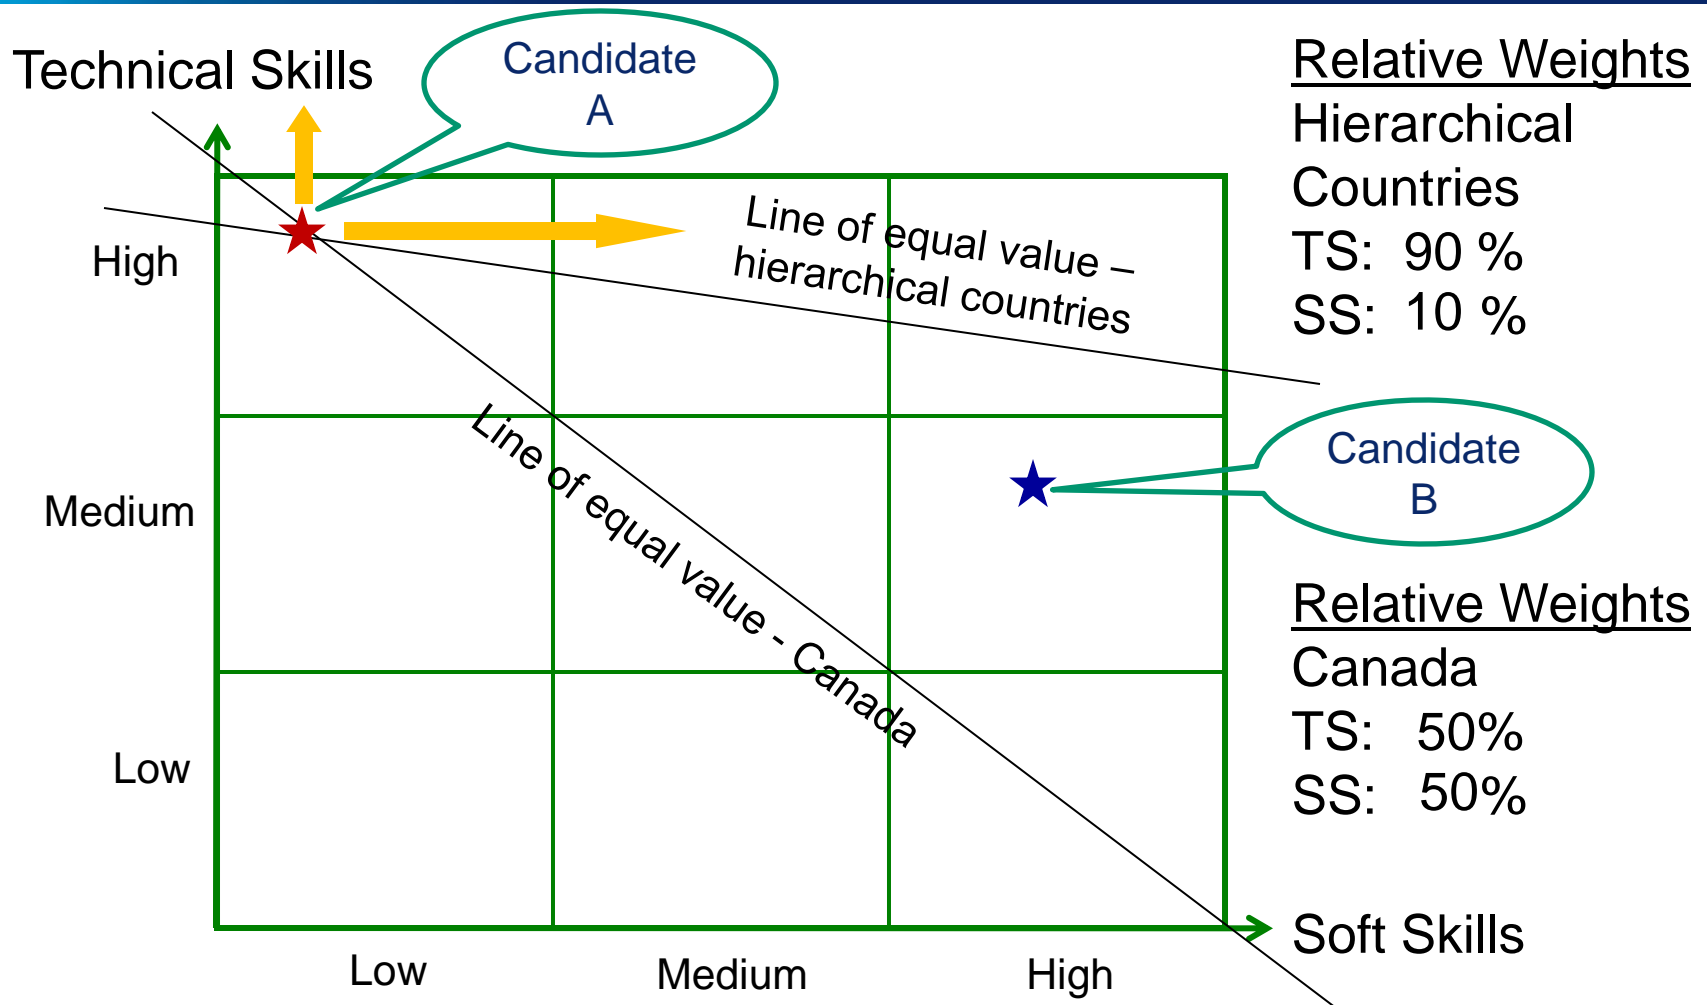 Technical Skills
Candidate
A
High
Medium
Low
Line of equal value –
hierarchical countries
Line of equal value - Canada
Candidate
B
Low
Medium
High
Soft Skills
Relative Weights
Hierarchical
Countries
TS: 90 %
SS: 10 %
Relative Weights
Canada
TS: 50%
SS: 50%